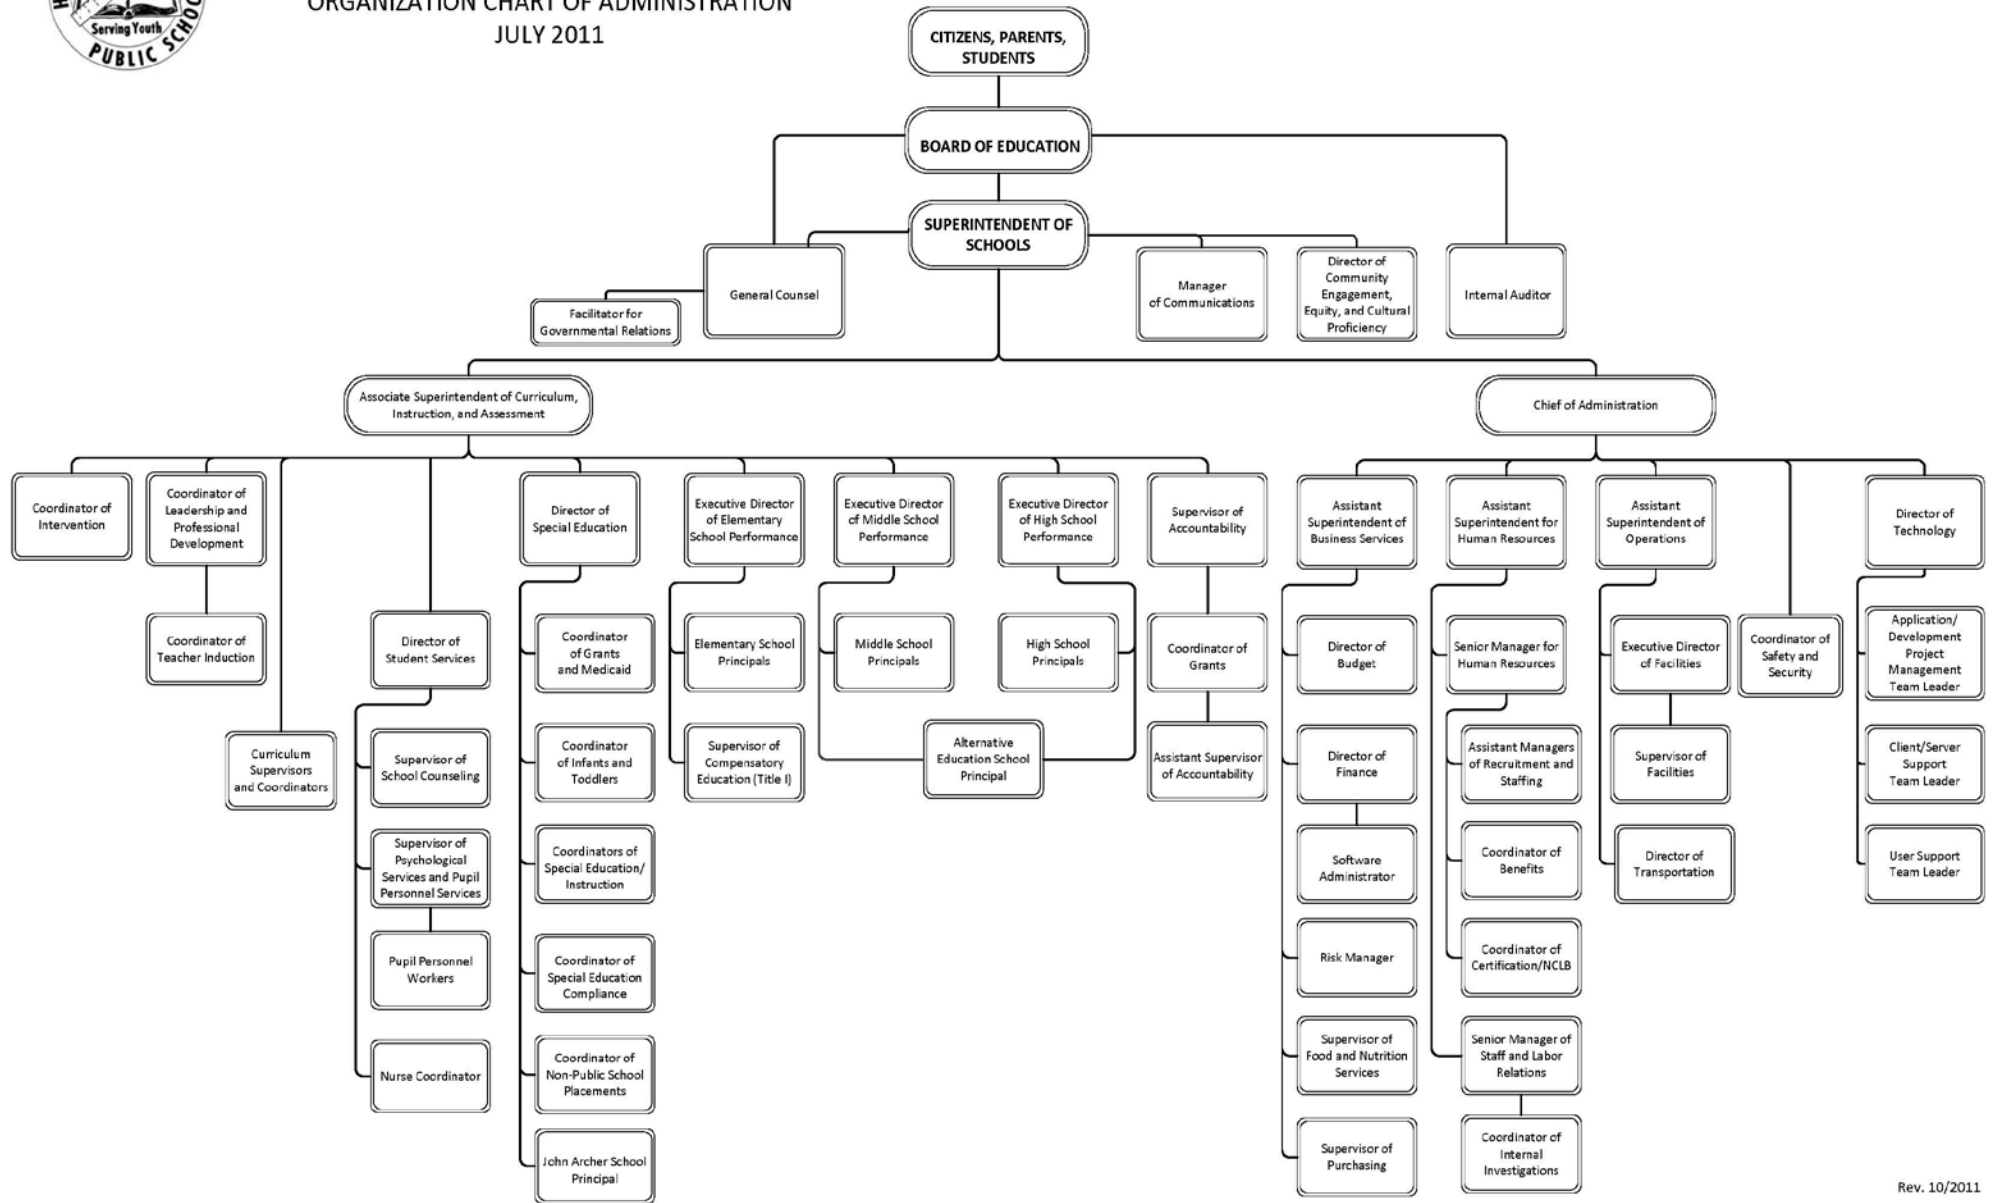 Serving Youth
PUBLIC
ORGANIZATION CHART OF ADMINISTRATION
JULY 2011
CITIZENS, PARENTS,
STUDENTS
BOARD OF EDUCATION
SUPERINTENDENT OF
SCHOOLS
General Counsel
Facilitator for
Governmental Relations
Manager
of Communications
Director of
Community
Engagement,
Equity, and Cultural
Proficiency
Internal Auditor
Associate Superintendent of Curriculum,
Instruction, and Assessment
Chief of Administration
Coordinator of
Intervention
Coordinator of
Leadership and
Professional
Development
Director of
Special Education
Executive Director
of Elementary
School Performance
Executive Director
of Middle School
Performance
Executive Director
of High School
Performance
Supervisor of
Accountability
Assistant
Superintendent of
Business Services
Assistant
Superintendent for
Human Resources
Assistant
Superintendent of
Operations
Director of
Technology
Coordinator of
Teacher Induction
Director of
Student Services
Coordinator
of Grants
and Medicaid
Elementary School
Principals
Middle School
Principals
High School
Principals
Coordinator of
Grants
Director of
Budget
Senior Manager for
Human Resources
Executive Director
of Facilities
Coordinator of
Safety and
Security
Application/
Development
Project
Management
Team Leader
Curriculum
Supervisors
and Coordinators
Supervisor of
School Counseling
Coordinator
of Infants and
Toddlers
Supervisor of
Compensatory
Education (Title I)
Alternative
Education School
Principal
Assistant Supervisor
of Accountability
Director of
Finance
Assistant Managers
of Recruitment and
Staffing
Supervisor of
Facilities
Client/Server
Support
Team Leader
Supervisor of
Psychological
Services and Pupil
Personnel Services
Coordinators of
Special Education/
Instruction
Software
Administrator
Coordinator of
Benefits
Director of
Transportation
User Support
Team Leader
Pupil Personnel
Workers
Coordinator of
Special Education
Compliance
Risk Manager
Coordinator of
Certification/NCLB
Nurse Coordinator
Coordinator of
Non-Public School
Placements
Supervisor of
Food and Nutrition
Services
Senior Manager of
Staff and Labor
Relations
John Archer School
Principal
Supervisor of
Purchasing
Coordinator of
Internal
Investigations
Rev. 10/2011